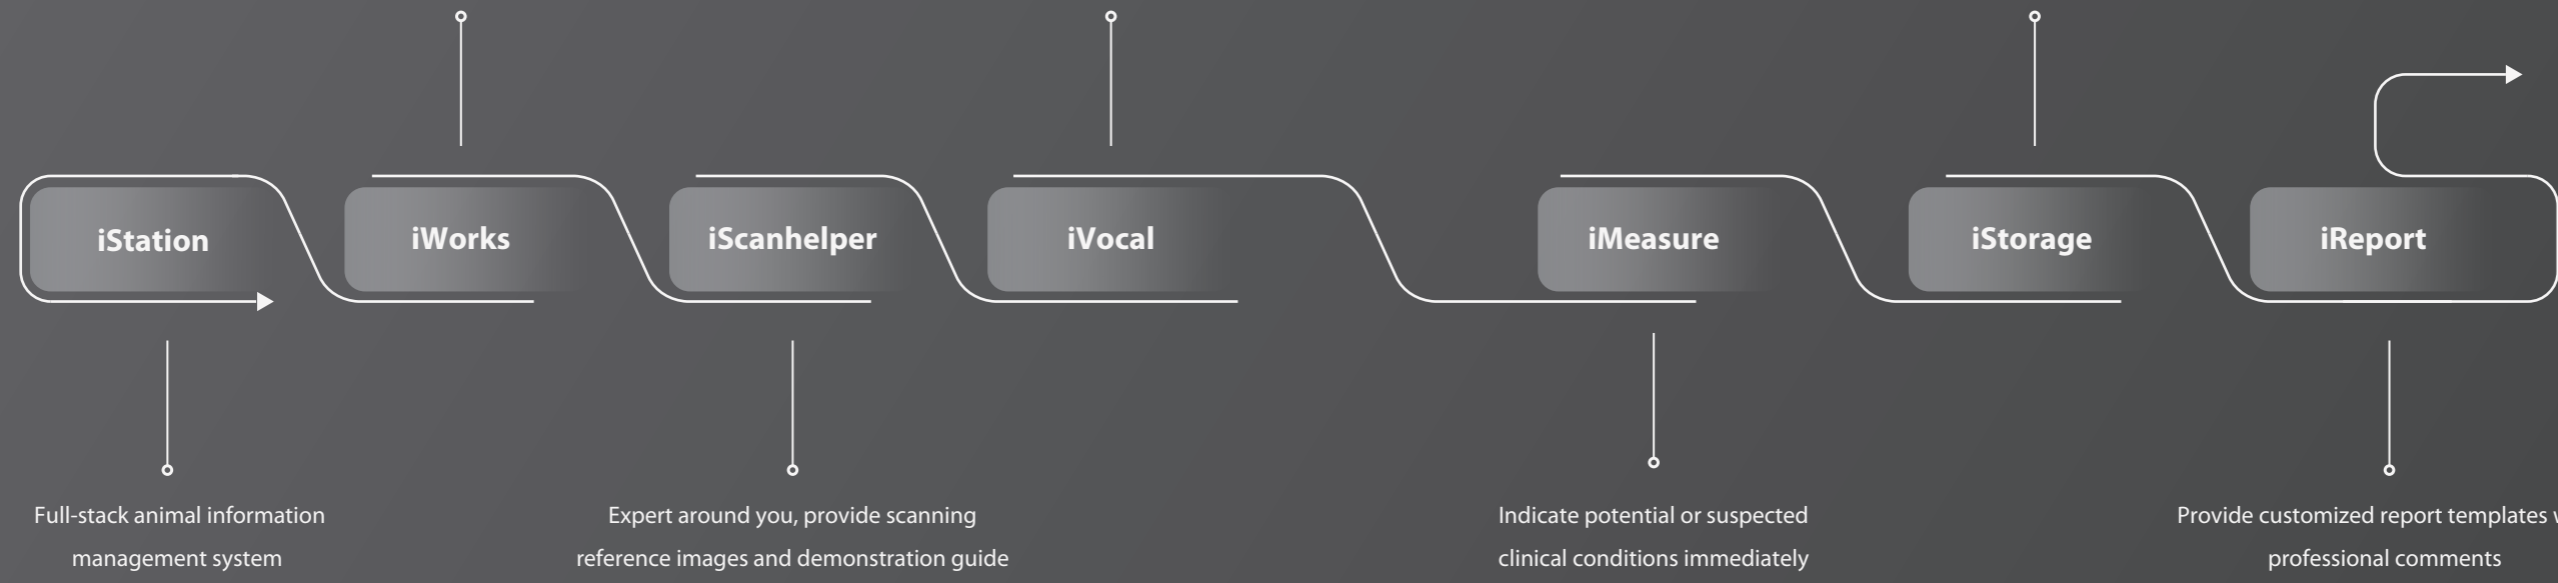 iStation
iWorks
iScanhelper
iVocal
iMeasure
iStorage
iReport
Full-stack animal information
management system
Expert around you, provide scanning
reference images and demonstration guide
Indicate potential or suspected
clinical conditions immediately
Provide customized report templates
professional comments